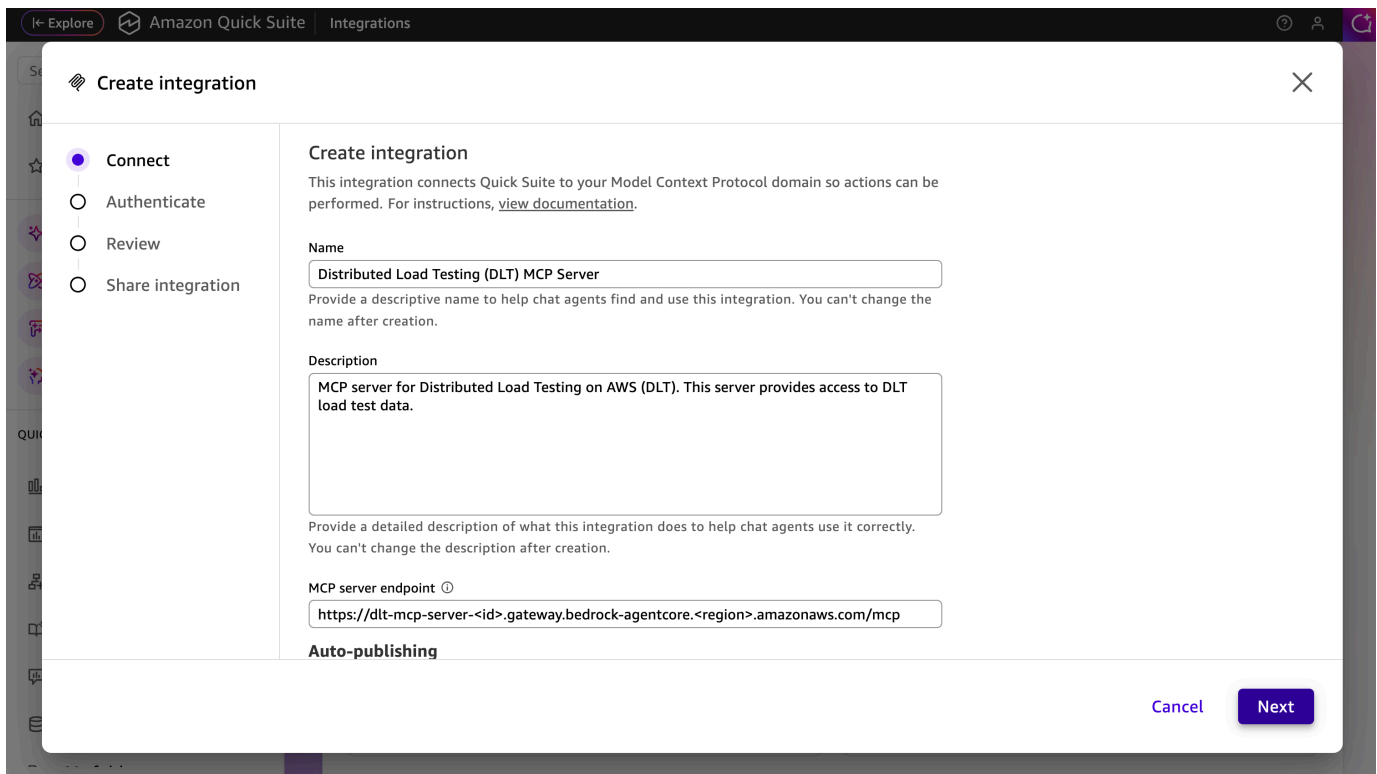 Explore
Amazon Quick Suite
Integrations
Create integration
Connect
Authenticate
Review
Share integration
Create integration
This integration connects Quick Suite to your Model Context Protocol domain so actions can be
performed. For instructions, view documentation.
Name
Distributed Load Testing (DLT) MCP Server
Provide a descriptive name to help chat agents find and use this integration. You can't change the
name after creation.
Description
MCP server for Distributed Load Testing on AWS (DLT). This server provides access to DLT
load test data.
Provide a detailed description of what this integration does to help chat agents use it correctly.
You can't change the description after creation.
MCP server endpoint
https://dlt-mcp-server-<id>.gateway.bedrock-agentcore.<region>.amazonaws.com/mcp
Auto-publishing
Cancel
Next